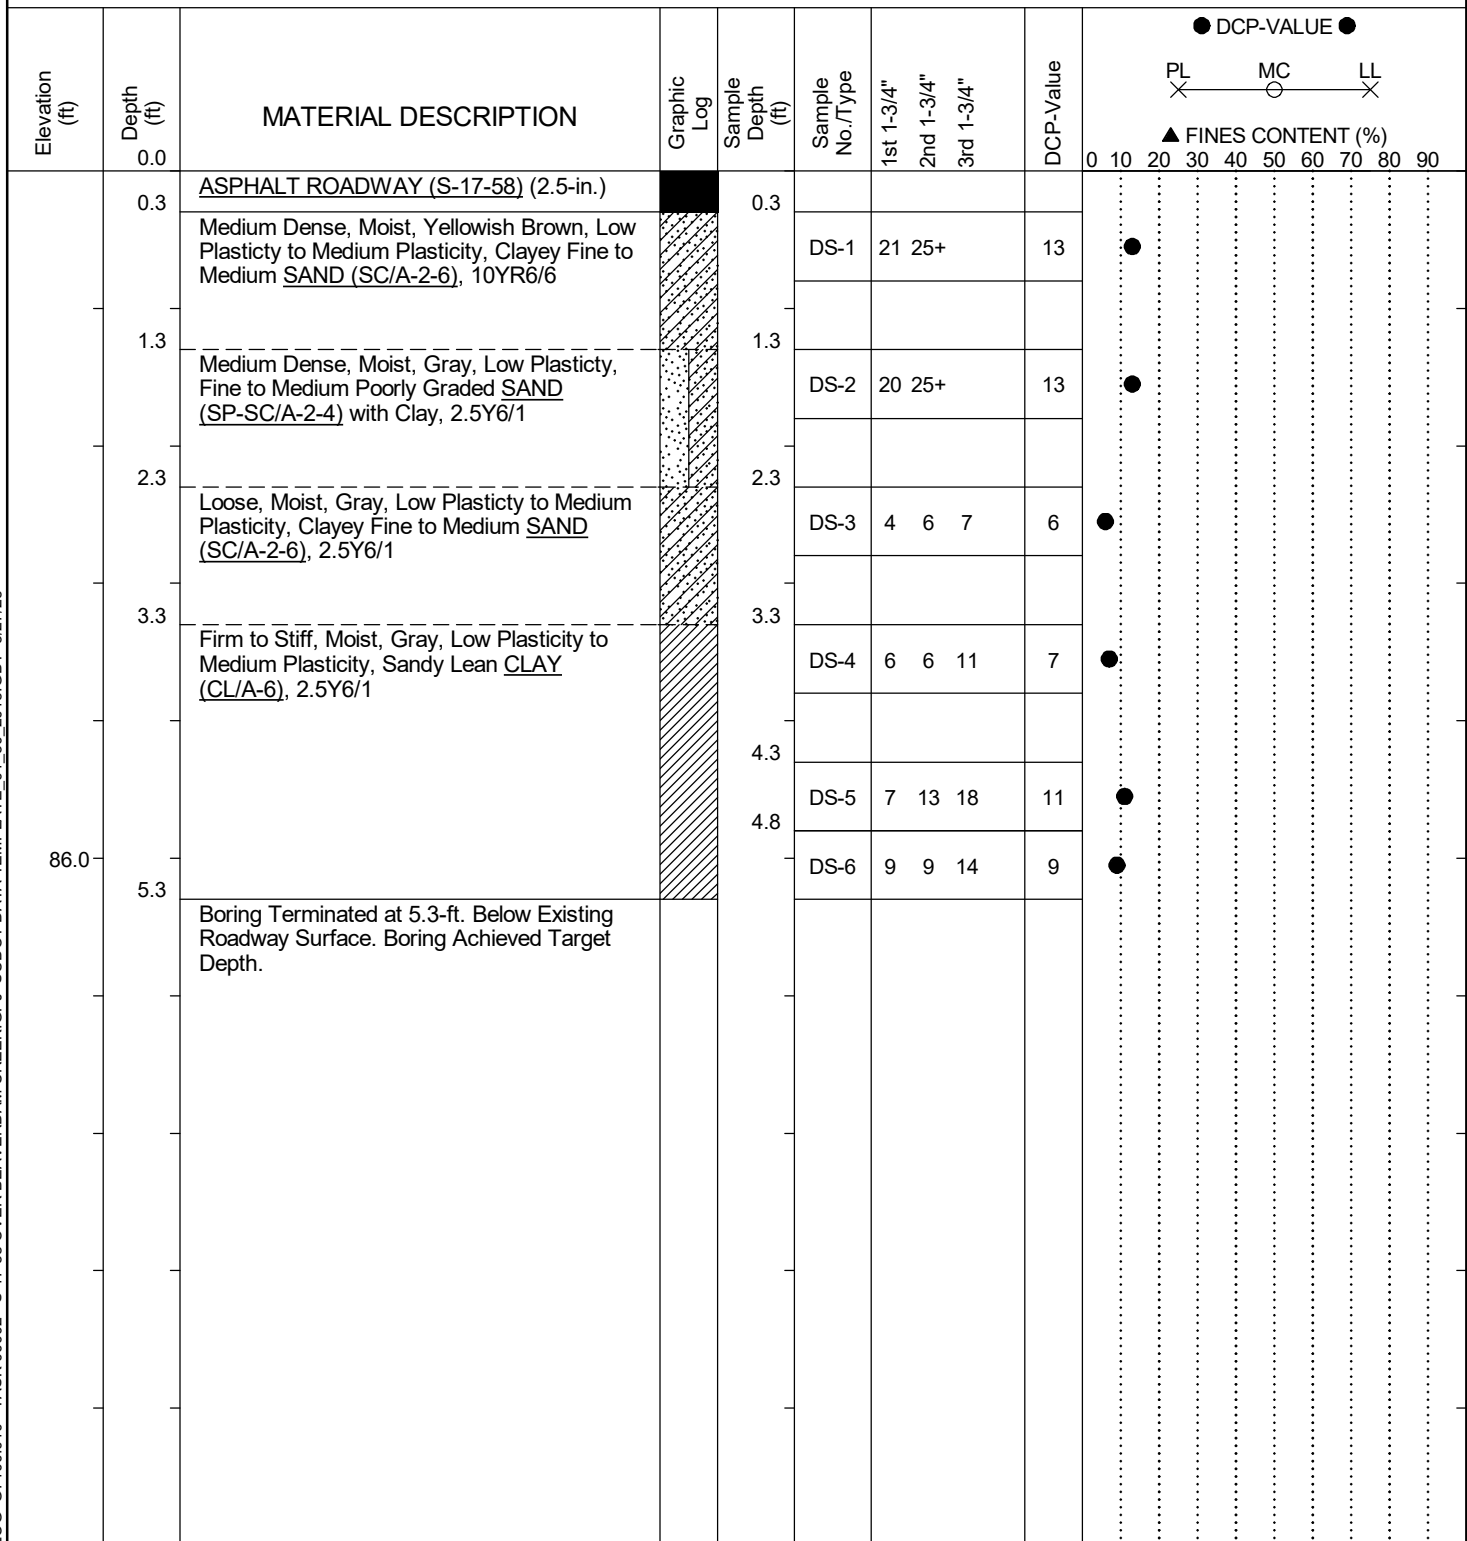 ● DCP-VALUE ●
PL MC LL
▲ FINES CONTENT (%)
0 10 20 30 40 50 60 70 80 90
Elevation
(ft)
Depth
(ft)
0.0
MATERIAL DESCRIPTION
Graphic
Log
Sample
Depth
(ft)
Sample
No./Type
1st 1-3/4"
2nd 1-3/4"
3rd 1-3/4"
DCP-Value
0.3
ASPHALT ROADWAY (S-17-58) (2.5-in.)
0.3
Medium Dense, Moist, Yellowish Brown, Low
Plasticty to Medium Plasticity, Clayey Fine to
Medium SAND (SC/A-2-6), 10YR6/6
DS-1 21 25+ 13
1.3
1.3
Medium Dense, Moist, Gray, Low Plasticty,
Fine to Medium Poorly Graded SAND
(SP-SC/A-2-4) with Clay, 2.5Y6/1
DS-2 20 25+ 13
2.3
2.3
Loose, Moist, Gray, Low Plasticty to Medium
Plasticity, Clayey Fine to Medium SAND
(SC/A-2-6), 2.5Y6/1
DS-3 4 6 7 6
3.3
3.3
Firm to Stiff, Moist, Gray, Low Plasticity to
Medium Plasticity, Sandy Lean CLAY
(CL/A-6), 2.5Y6/1
DS-4 6 6 11 7
4.3
DS-5 7 13 18 11
4.8
86.0
DS-6 9 9 14 9
5.3
Boring Terminated at 5.3-ft. Below Existing
Roadway Surface. Boring Achieved Target
Depth.